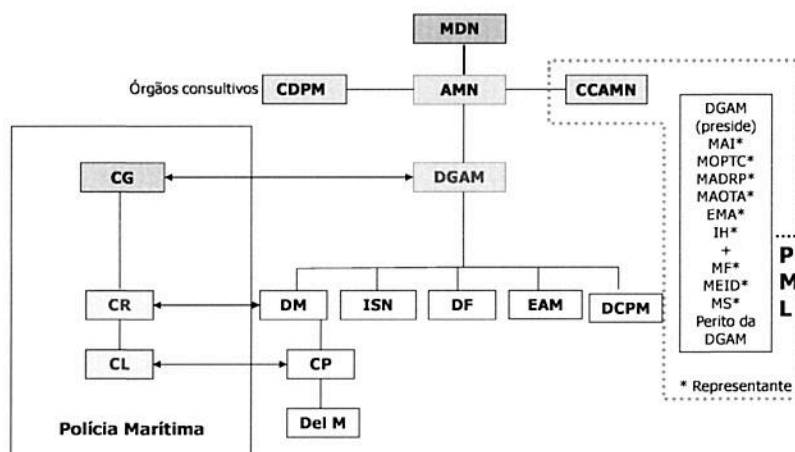 MDN
Órgãos consultivos
CDPM
AMN
CCAMN
CG
DGAM
DGAM
(preside)
MAI*
MOPTC*
MADRP*
MAOTA*
EMA*
IH*
+
MF*
MEID*
MS*
Perito da
DGAM
P
M
L
* Representante
CR
DM
ISN
DF
EAM
DCPM
CL
CP
Del M
Polícia Marítima